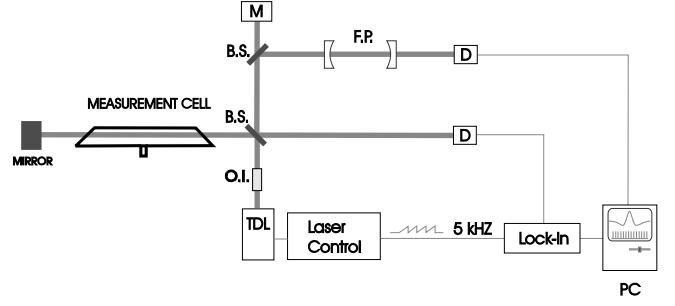 M
B.S.
F.P.
D
MEASUREMENT CELL
B.S.
D
MIRROR
O.I.
TDL
Laser
Control
5 kHZ
Lock-In
PC